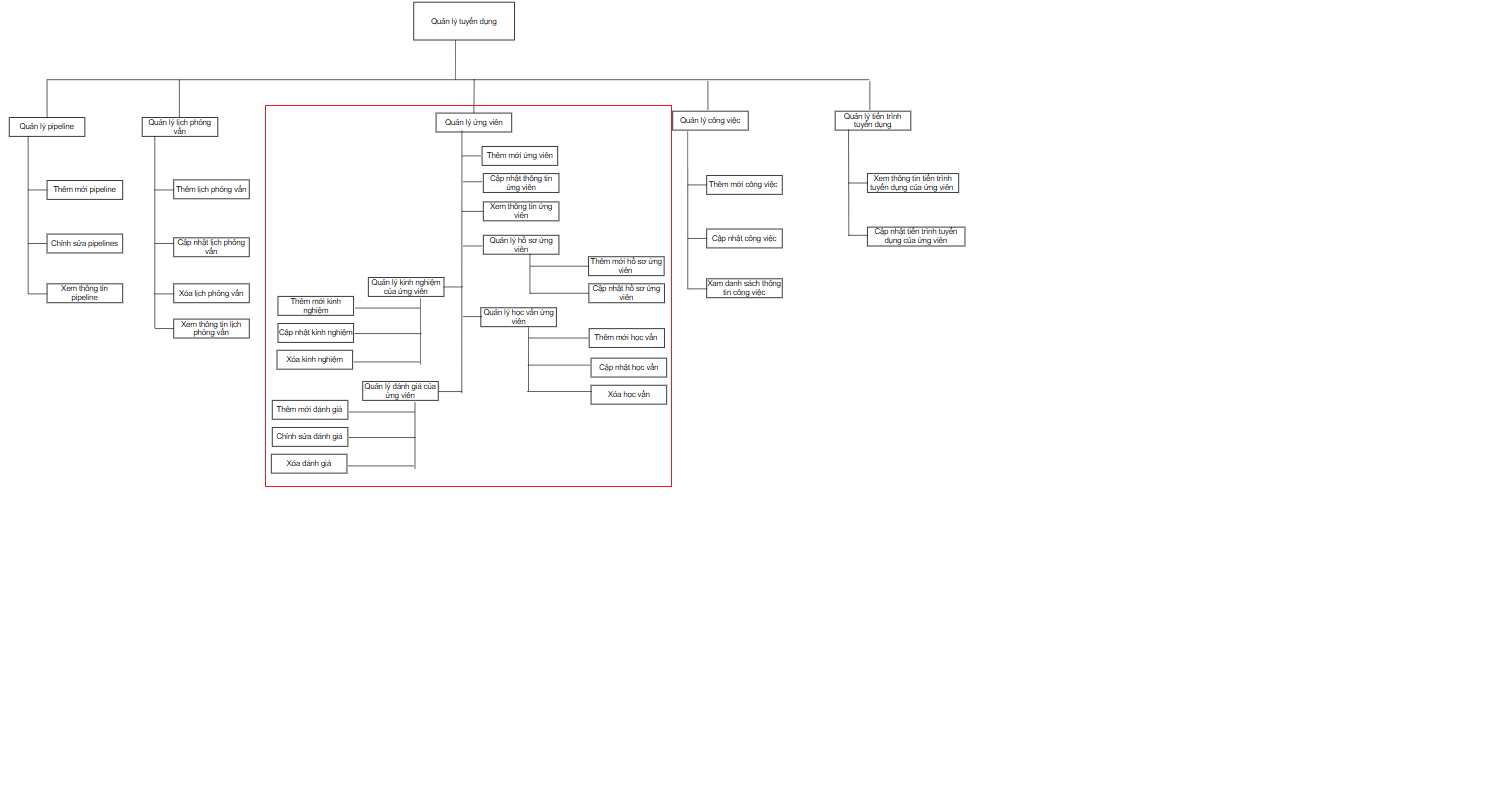 Quản lý tuyển dụng
Quản lý pipeline
Thêm mới pipeline
Chỉnh sửa pipelines
Xem thông tin
pipeline
Quản lý lịch phỏng
vấn
Thêm lịch phỏng vấn
Cập nhật lịch phỏng
vấn
Xóa lịch phỏng vấn
Xem thông tin lịch
phỏng vấn
Quản lý ứng viên
Thêm mới ứng viên
Cập nhật thông tin
ứng viên
Xem thông tin ứng
viên
Quản lý hồ sơ ứng
viên
Thêm mới hồ sơ ứng
viên
Cập nhật hồ sơ ứng
viên
Quản lý kinh nghiệm
của ứng viên
Thêm mới kinh
nghiệm
Cập nhật kinh nghiệm
Xóa kinh nghiệm
Quản lý học vấn ứng
viên
Thêm mới học vấn
Cập nhật học vấn
Xóa học vấn
Quản lý đánh giá của
ứng viên
Thêm mới đánh giá
Chỉnh sửa đánh giá
Xóa đánh giá
Quản lý công việc
Thêm mới công việc
Cập nhật công việc
Xam danh sách thông
tin công việc
Quản lý tiến trình
tuyển dụng
Xem thông tin tiến trình
tuyển dụng của ứng viên
Cập nhật tiến trình tuyển
dụng của ứng viên